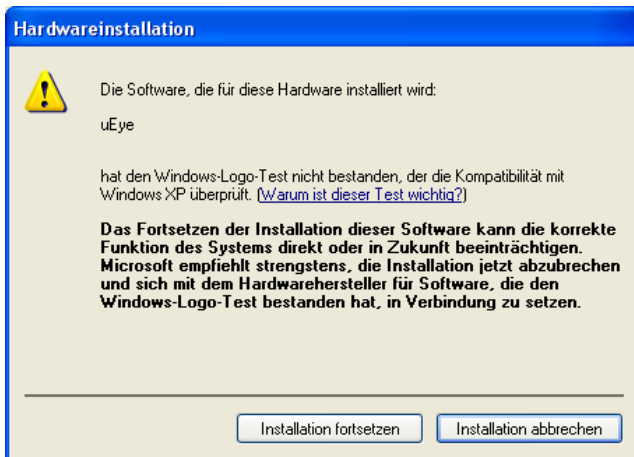 Hardwareinstallation
Die Software, die für diese Hardware installiert wird:
uEye
hat den Windows-Logo-Test nicht bestanden, der die Kompatibilität mit
Windows XP überprüft. (Warum ist dieser Test wichtig?)
Das Fortsetzen der Installation dieser Software kann die korrekte
Funktion des Systems direkt oder in Zukunft beeinträchtigen.
Microsoft empfiehlt strengstens, die Installation jetzt abzubrechen
und sich mit dem Hardwarehersteller für Software, die den
Windows-Logo-Test bestanden hat, in Verbindung zu setzen.
Installation fortsetzen
Installation abbrechen